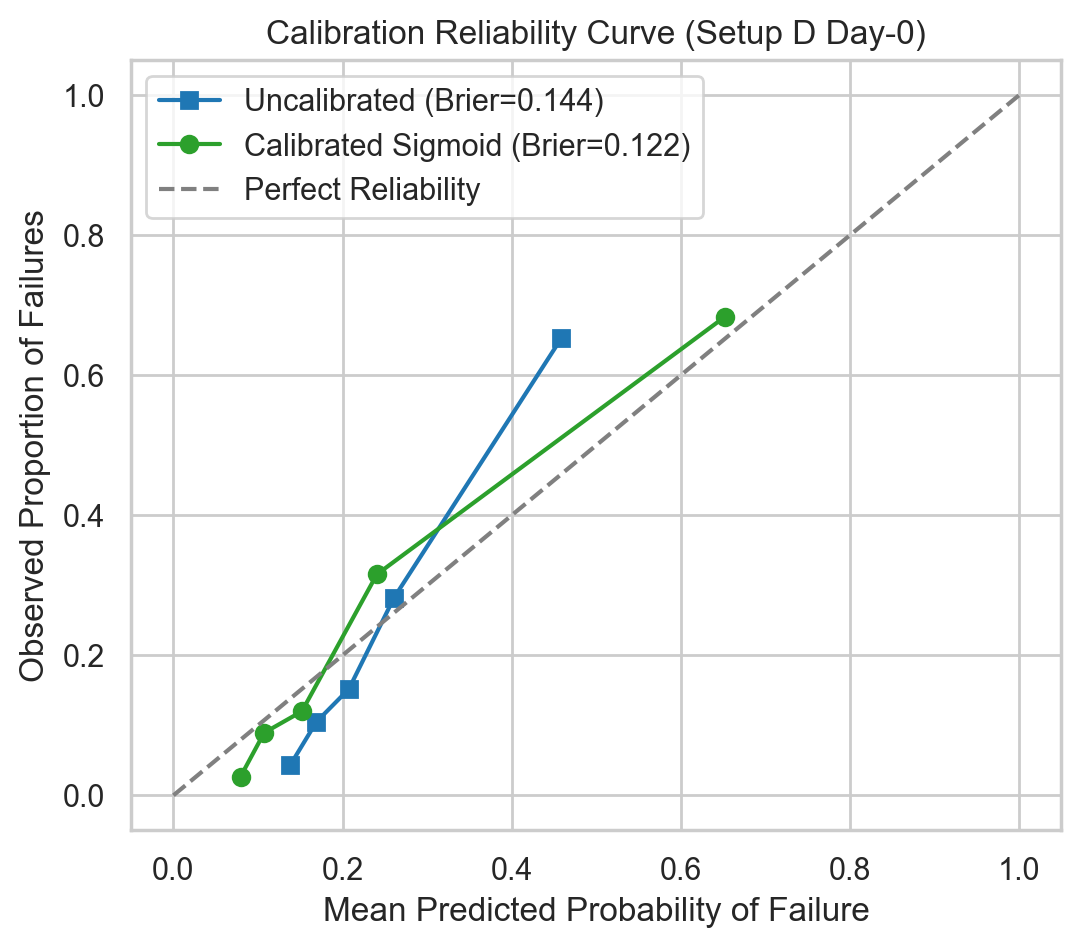 Calibration Reliability Curve (Setup D Day-0)
Uncalibrated (Brier=0.144)
Calibrated Sigmoid (Brier=0.122)
Perfect Reliability
Observed Proportion of Failures
1.0
0.8
0.6
0.4
0.2
0.0
0.0 0.2 0.4 0.6 0.8 1.0
Mean Predicted Probability of Failure